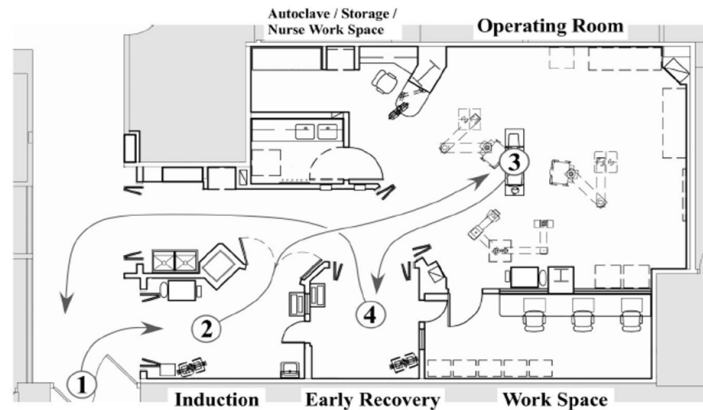 Autoclave / Storage /
Nurse Work Space
Operating Room
3
2
4
1
Induction
Early Recovery
Work Space